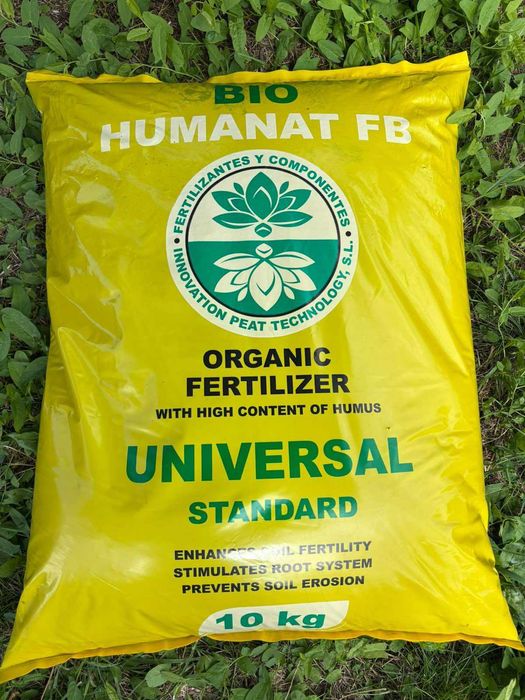 BIO
HUMANAT FB
FERTILIZANTES Y COMPONENTES
INNOVATION PEAT TECHNOLOGY, S.L.
ORGANIC
FERTILIZER
WITH HIGH CONTENT OF HUMUS
UNIVERSAL
STANDARD
ENHANCES SOIL FERTILITY
STIMULATES ROOT SYSTEM
PREVENTS SOIL EROSION
10 kg